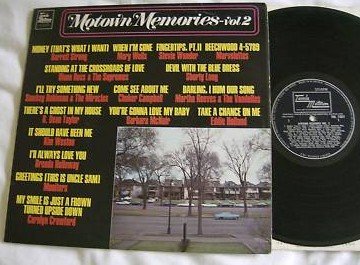 Motown Memories-vol 2
MONEY (THAT'S WHAT I WANT) WHEN I'M GONE FINGERTIPS, PT.II BEECHWOOD 4-5789
Barrett Strong Mary Wells Stevie Wonder Marvelettes
STANDING AT THE CROSSROADS OF LOVE DEVIL WITH THE BLUE DRESS
Diana Ross & The Supremes Shorty Long
I'LL TRY SOMETHING NEW COME SEE ABOUT ME DARLING, I HUM OUR SONG
Smokey Robinson & The Miracles Choker Campbell Martha Reeves & The Vandellas
THERE'S A GHOST IN MY HOUSE YOU'RE GONNA LOVE MY BABY TAKE A CHANCE ON ME
R. Dean Taylor Barbara McNair Eddie Holland
IT SHOULD HAVE BEEN ME
Kim Weston
I'LL ALWAYS LOVE YOU
Brenda Holloway
GREETINGS (THIS IS UNCLE SAM)
Monitors
MY SMILE IS JUST A FROWN
TURNED UPSIDE DOWN
Carolyn Crawford
Tamla
Motown